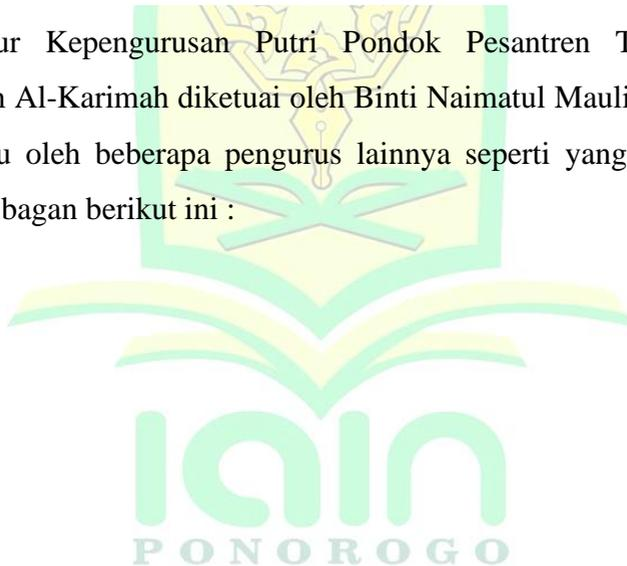 ur Kepengurusan Putri Pondok Pesantren T
n Al-Karimah diketuai oleh Binti Naimatul Mauli
u oleh beberapa pengurus lainnya seperti yang
bagan berikut ini :
iain
PONOROGO